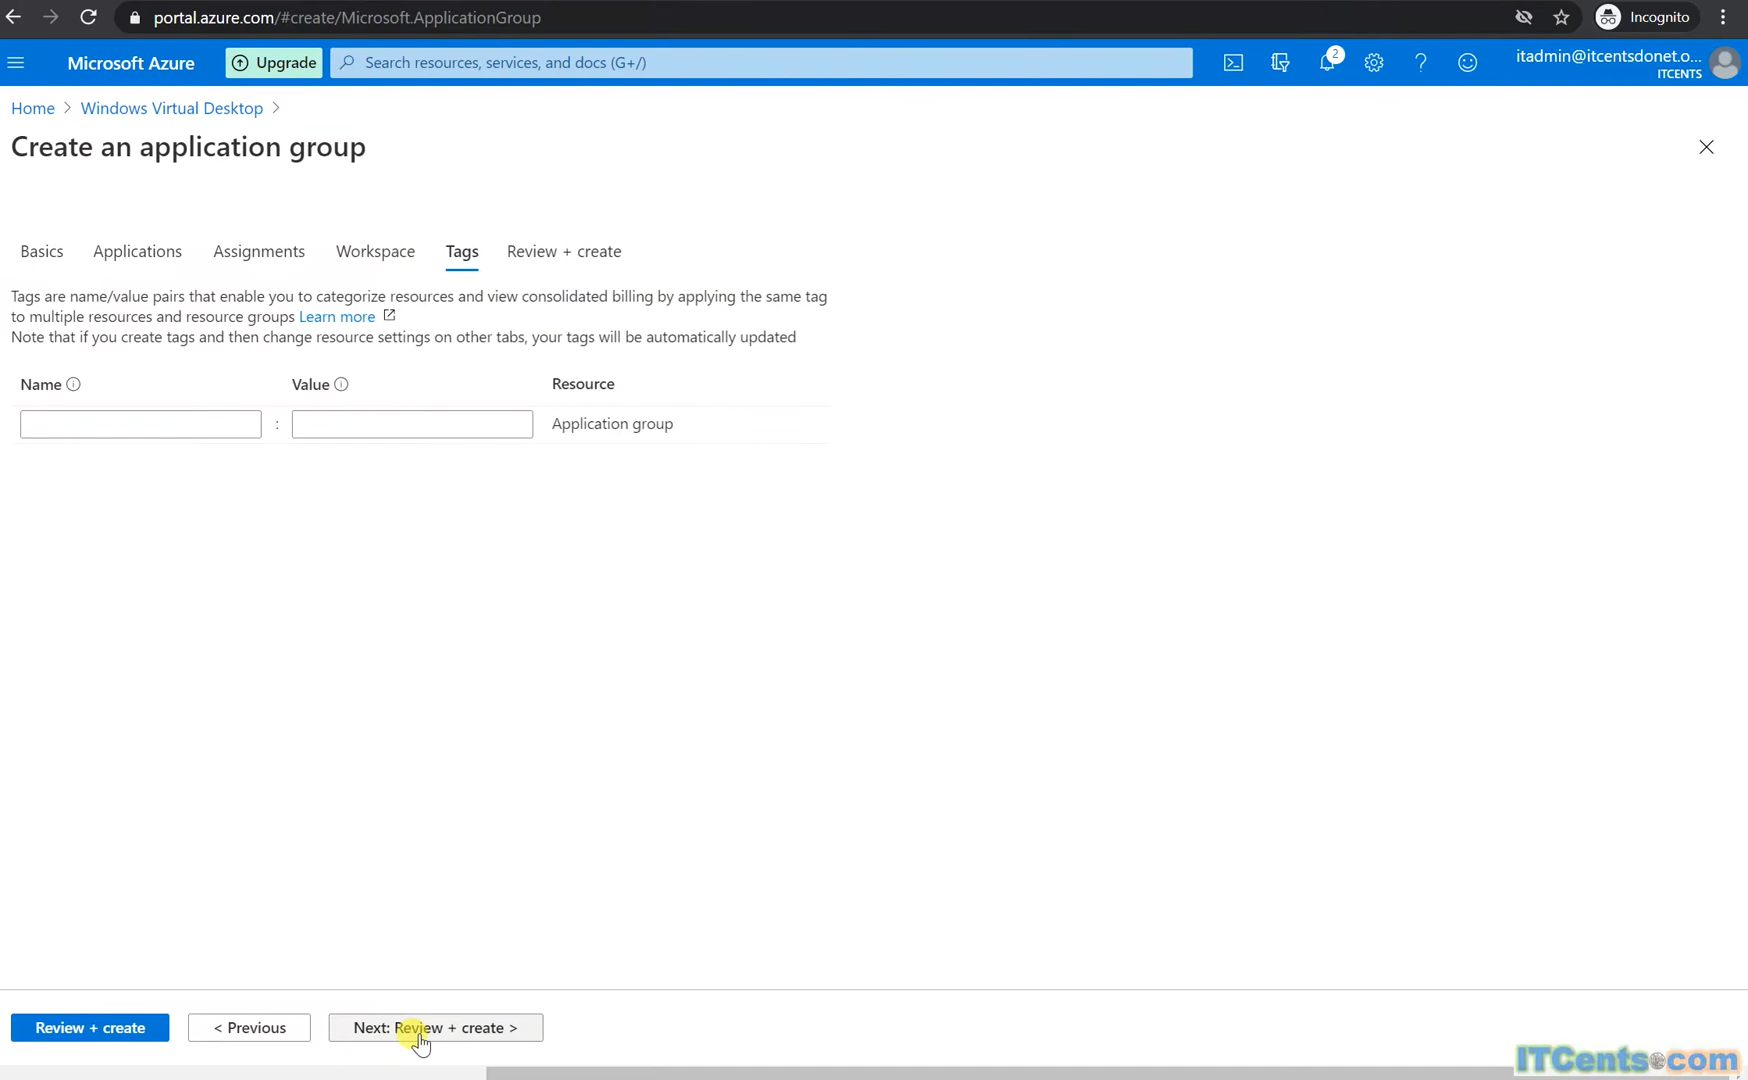 portal.azure.com/#create/Microsoft.ApplicationGroup
Incognito
Microsoft Azure
Upgrade
Search resources, services, and docs (G+/)
2
itadmin@itcentsdonet.o...
ITCENTS
Home > Windows Virtual Desktop >
Create an application group
Basics Applications Assignments Workspace Tags Review + create
Tags are name/value pairs that enable you to categorize resources and view consolidated billing by applying the same tag
to multiple resources and resource groups Learn more
Note that if you create tags and then change resource settings on other tabs, your tags will be automatically updated
Name Value Resource
: Application group
Review + create < Previous Next: Review + create >
ITCents.com